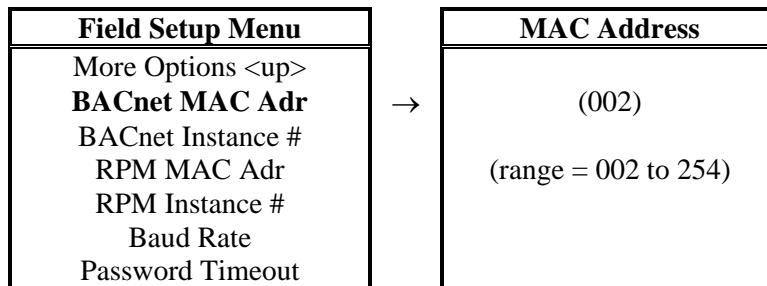 Field Setup Menu
More Options <up>
BACnet MAC Adr
BACnet Instance #
RPM MAC Adr
RPM Instance #
Baud Rate
Password Timeout
→
MAC Address
(002)
(range = 002 to 254)